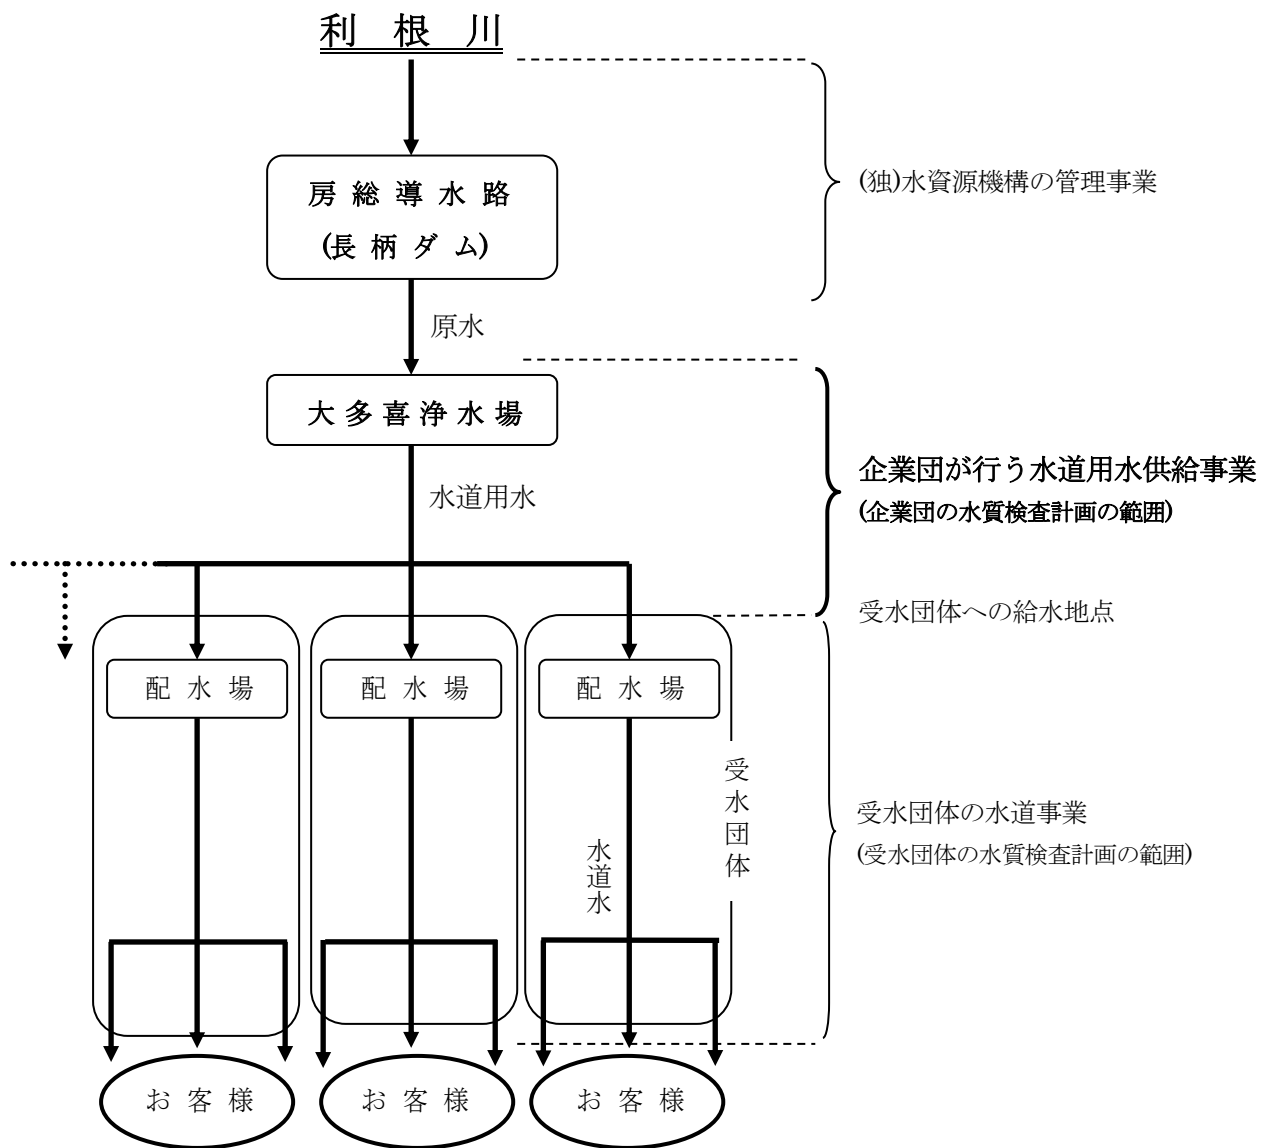 利 根 川
房 総 導 水 路
(長 柄 ダ ム)
(独)水資源機構の管理事業
原水
大 多 喜 浄 水 場
水道用水
企業団が行う水道用水供給事業
(企業団の水質検査計画の範囲)
受水団体への給水地点
配 水 場
配 水 場
配 水 場
受水団体
水道水
受水団体の水道事業
(受水団体の水質検査計画の範囲)
お 客 様
お 客 様
お 客 様